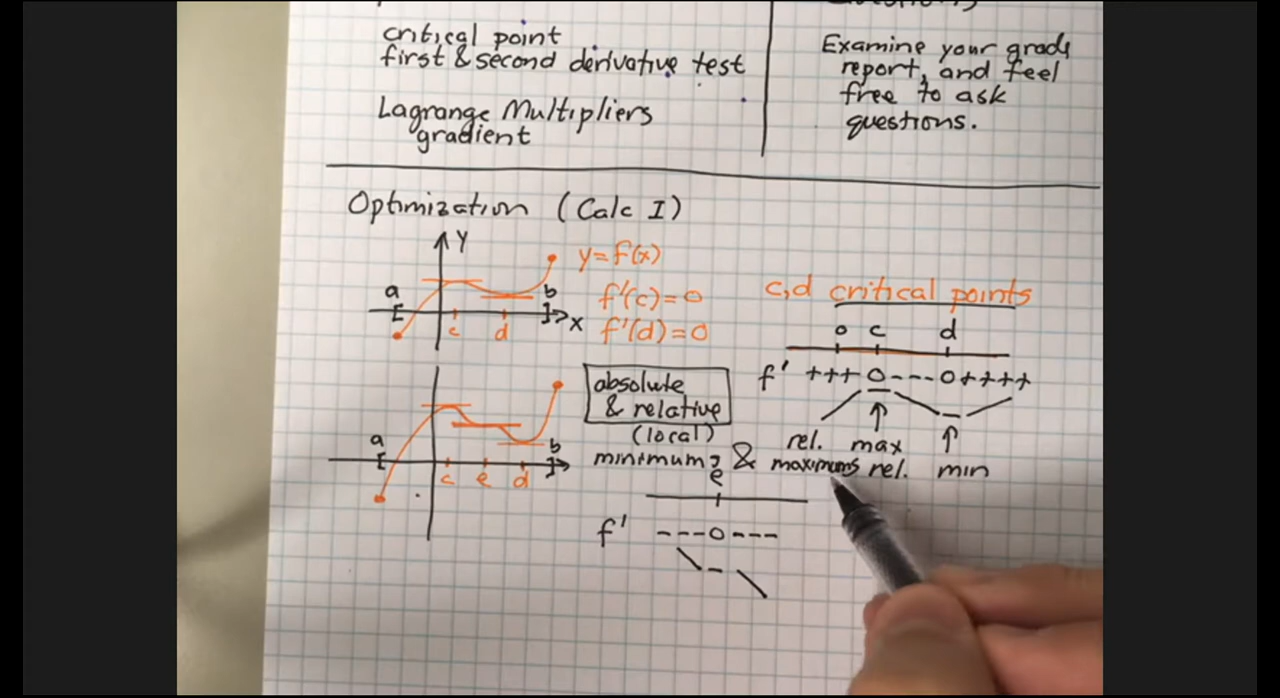 critical point
first & second derivative test
Lagrange Multipliers
gradient
Examine your grade
report, and feel
free to ask
questions.
Optimization (Calc I)
y
a
b
x
c
d
y=f(x)
f'(c)=0
f'(d)=0
c,d critical points
o c d
f' +++0---0++++
rel. max
rel. min
a
b
c e d
absolute
& relative
(local)
minimums & maximums
e
f' ---0---